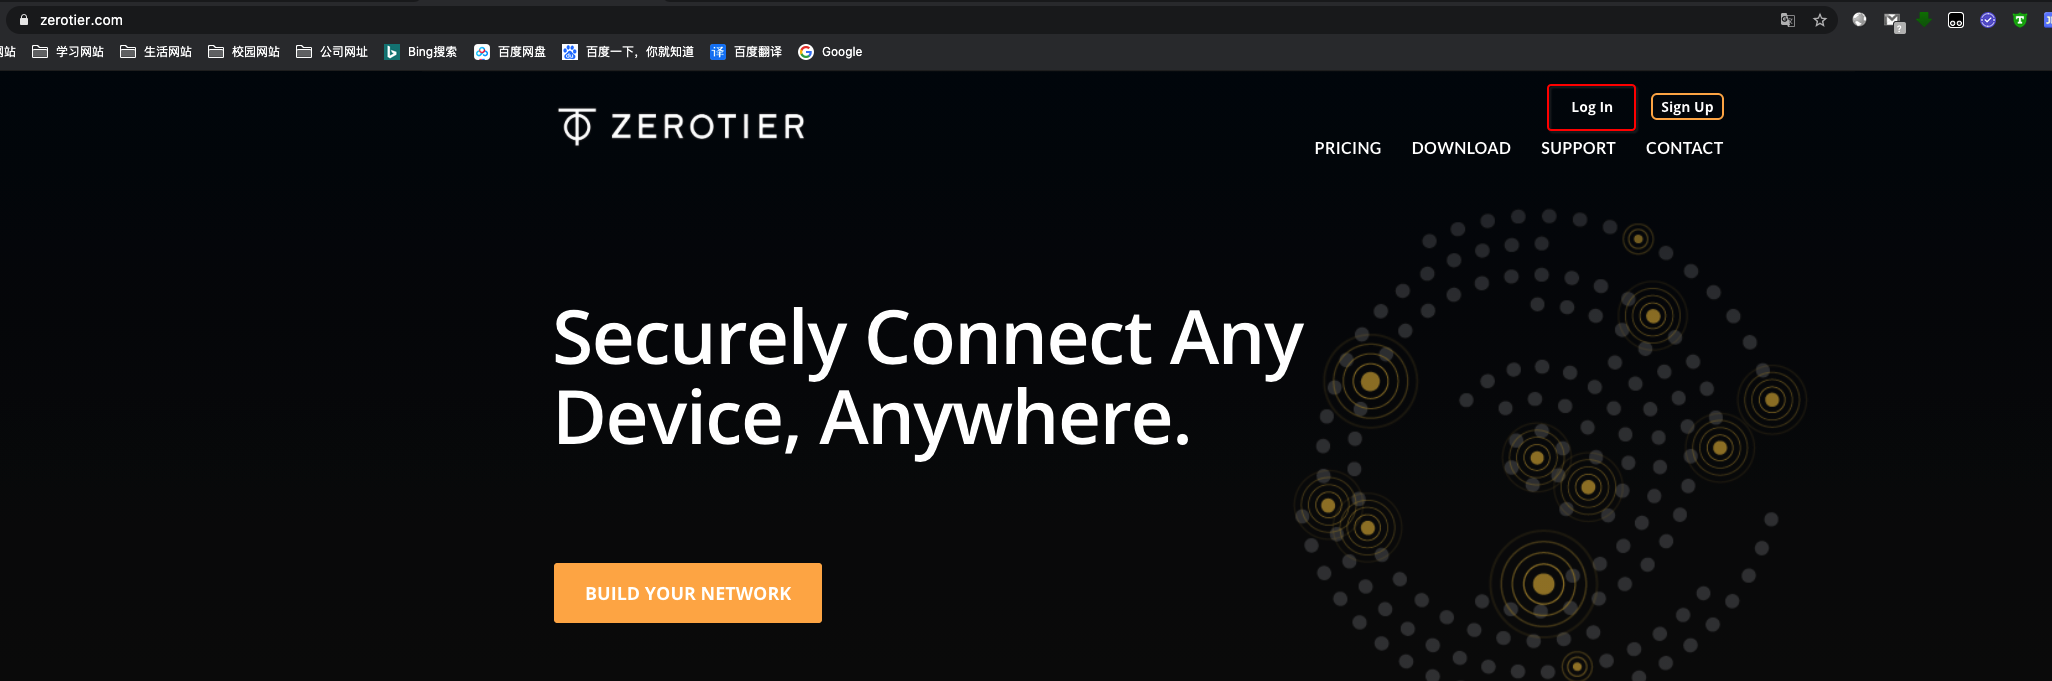 zerotier.com
网站 学习网站 生活网站 校园网站 公司网址 Bing搜索 百度网盘 百度一下，你就知道 译 百度翻译 Google
Log In Sign Up
ZEROTIER
PRICING DOWNLOAD SUPPORT CONTACT
Securely Connect Any
Device, Anywhere.
BUILD YOUR NETWORK